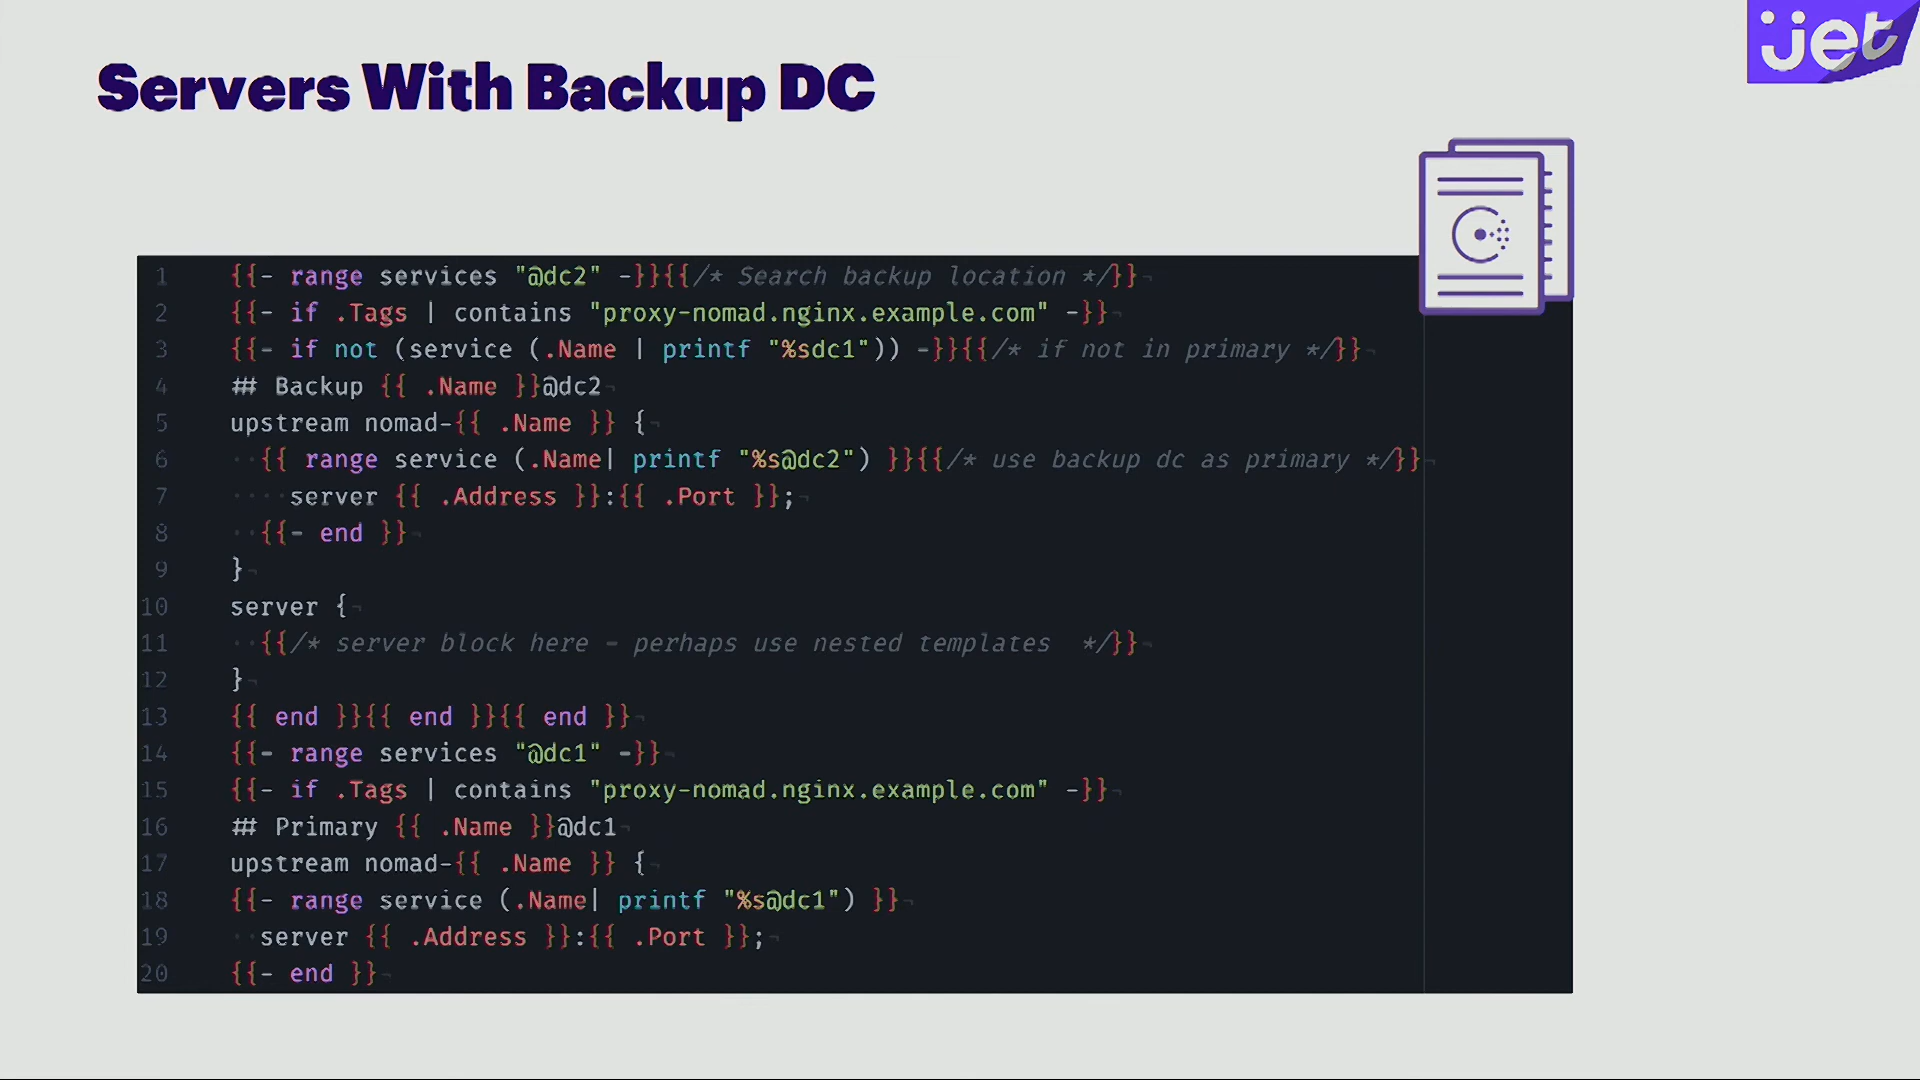 jet
Servers With Backup DC
1 {{- range services "@dc2" -}}{{/* Search backup location */}}
2 {{- if .Tags | contains "proxy-nomad.nginx.example.com" -}}
3 {{- if not (service (.Name | printf "%sdc1")) -}}{{/* if not in primary */}}
4 ## Backup {{ .Name }}@dc2
5 upstream nomad-{{ .Name }} {
6   {{ range service (.Name| printf "%s@dc2") }}{{/* use backup dc as primary */}}
7     server {{ .Address }}:{{ .Port }};
8   {{- end }}
9 }
10 server {
11   {{/* server block here - perhaps use nested templates  */}}
12 }
13 {{ end }}{{ end }}{{ end }}
14 {{- range services "@dc1" -}}
15 {{- if .Tags | contains "proxy-nomad.nginx.example.com" -}}
16 ## Primary {{ .Name }}@dc1
17 upstream nomad-{{ .Name }} {
18 {{- range service (.Name| printf "%s@dc1") }}
19   server {{ .Address }}:{{ .Port }};
20 {{- end }}